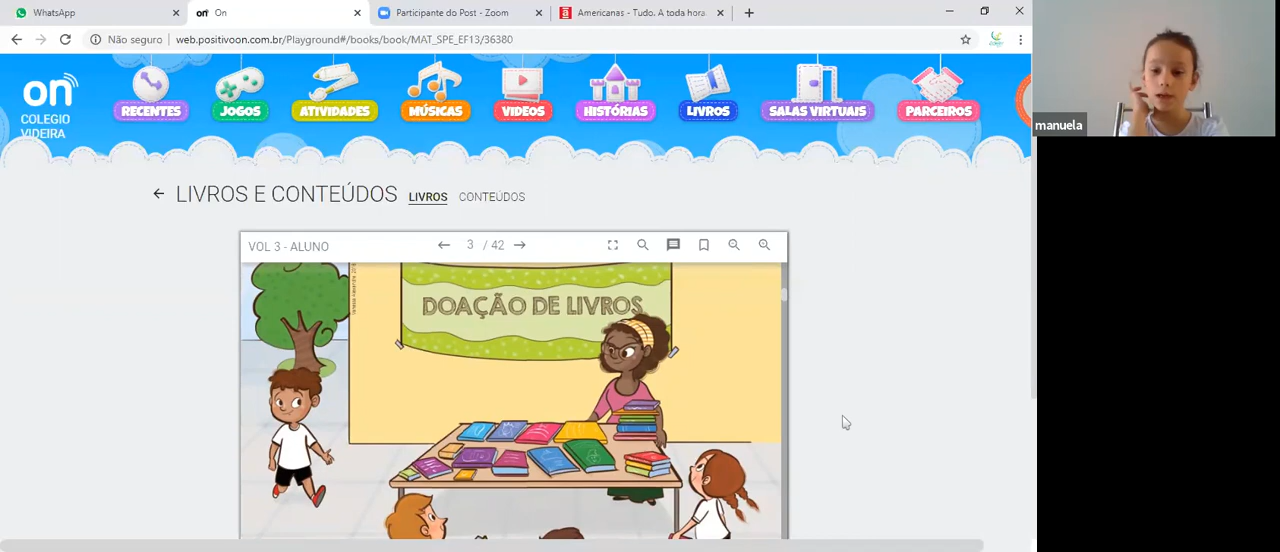 WhatsApp
On
Participante do Post - Zoom
Americanas - Tudo. A toda hora.
Não seguro
web.positivoon.com.br/Playground#/books/book/MAT_SPE_EF13/36380
on
COLEGIO
VIDEIRA
RECENTES
JOGOS
ATIVIDADES
MÚSICAS
VIDEOS
HISTÓRIAS
LIVROS
SALAS VIRTUAIS
PARCEIROS
manuela
LIVROS E CONTEÚDOS LIVROS CONTEÚDOS
VOL 3 - ALUNO 3 / 42
DOAÇÃO DE LIVROS